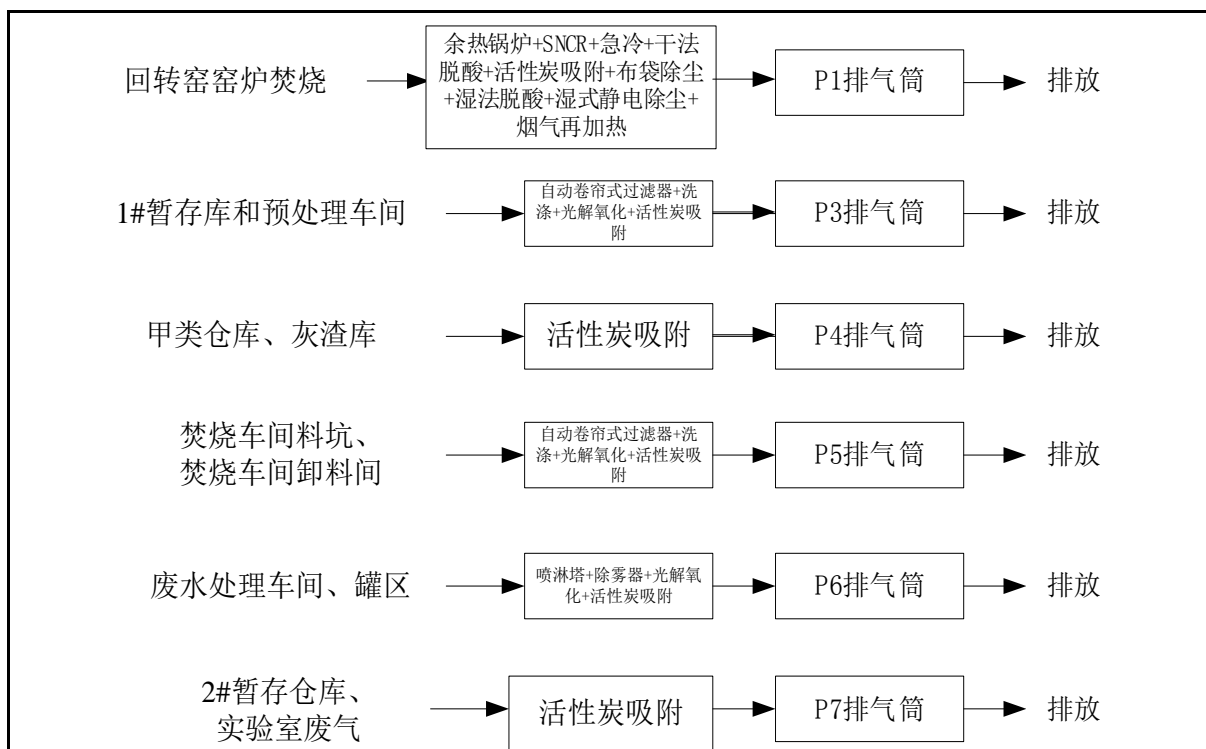 余热锅炉+SNCR+急冷+干法
脱酸+活性炭吸附+布袋除尘
+湿法脱酸+湿式静电除尘+
烟气再加热
回转窑窑炉焚烧
P1排气筒
排放
1#暂存库和预处理车间
自动卷帘式过滤器+洗
涤+光解氧化+活性炭吸
附
P3排气筒
排放
甲类仓库、灰渣库
活性炭吸附
P4排气筒
排放
焚烧车间料坑、
焚烧车间卸料间
自动卷帘式过滤器+洗
涤+光解氧化+活性炭吸
附
P5排气筒
排放
废水处理车间、罐区
喷淋塔+除雾器+光解氧
化+活性炭吸附
P6排气筒
排放
2#暂存仓库、
实验室废气
活性炭吸附
P7排气筒
排放